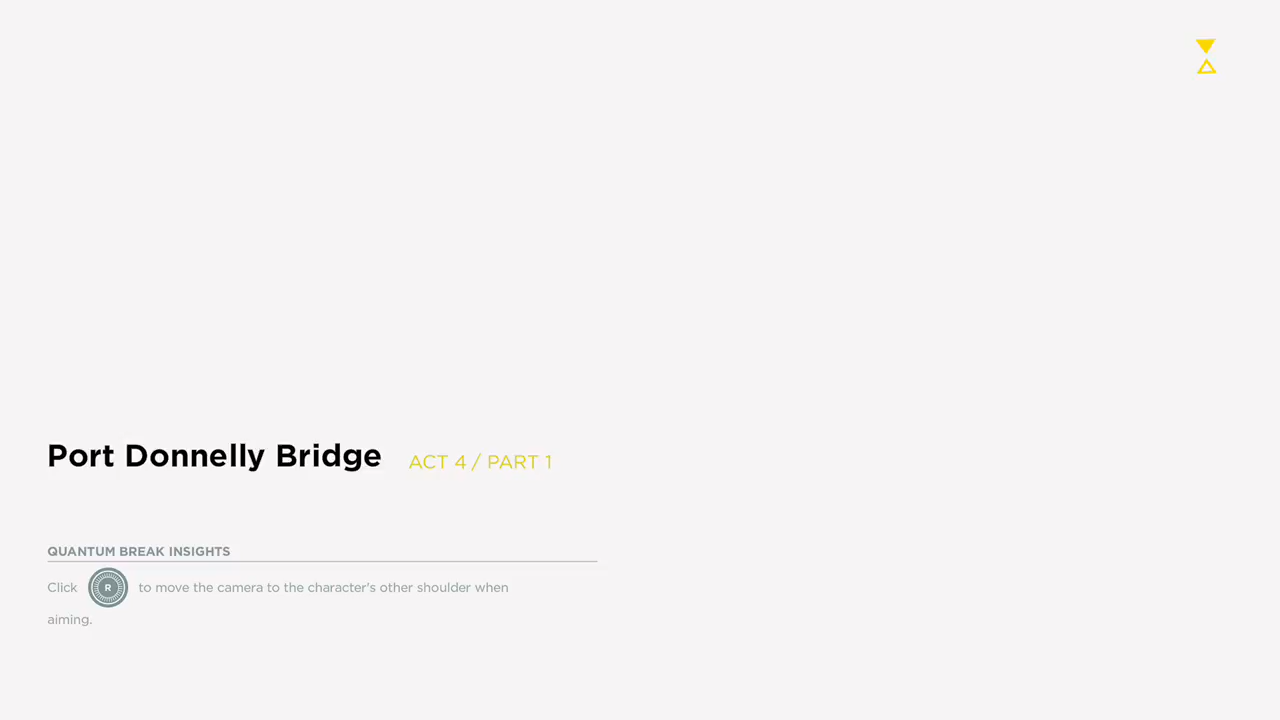 Port Donnelly Bridge ACT 4 / PART 1
QUANTUM BREAK INSIGHTS
Click R to move the camera to the character's other shoulder when
aiming.